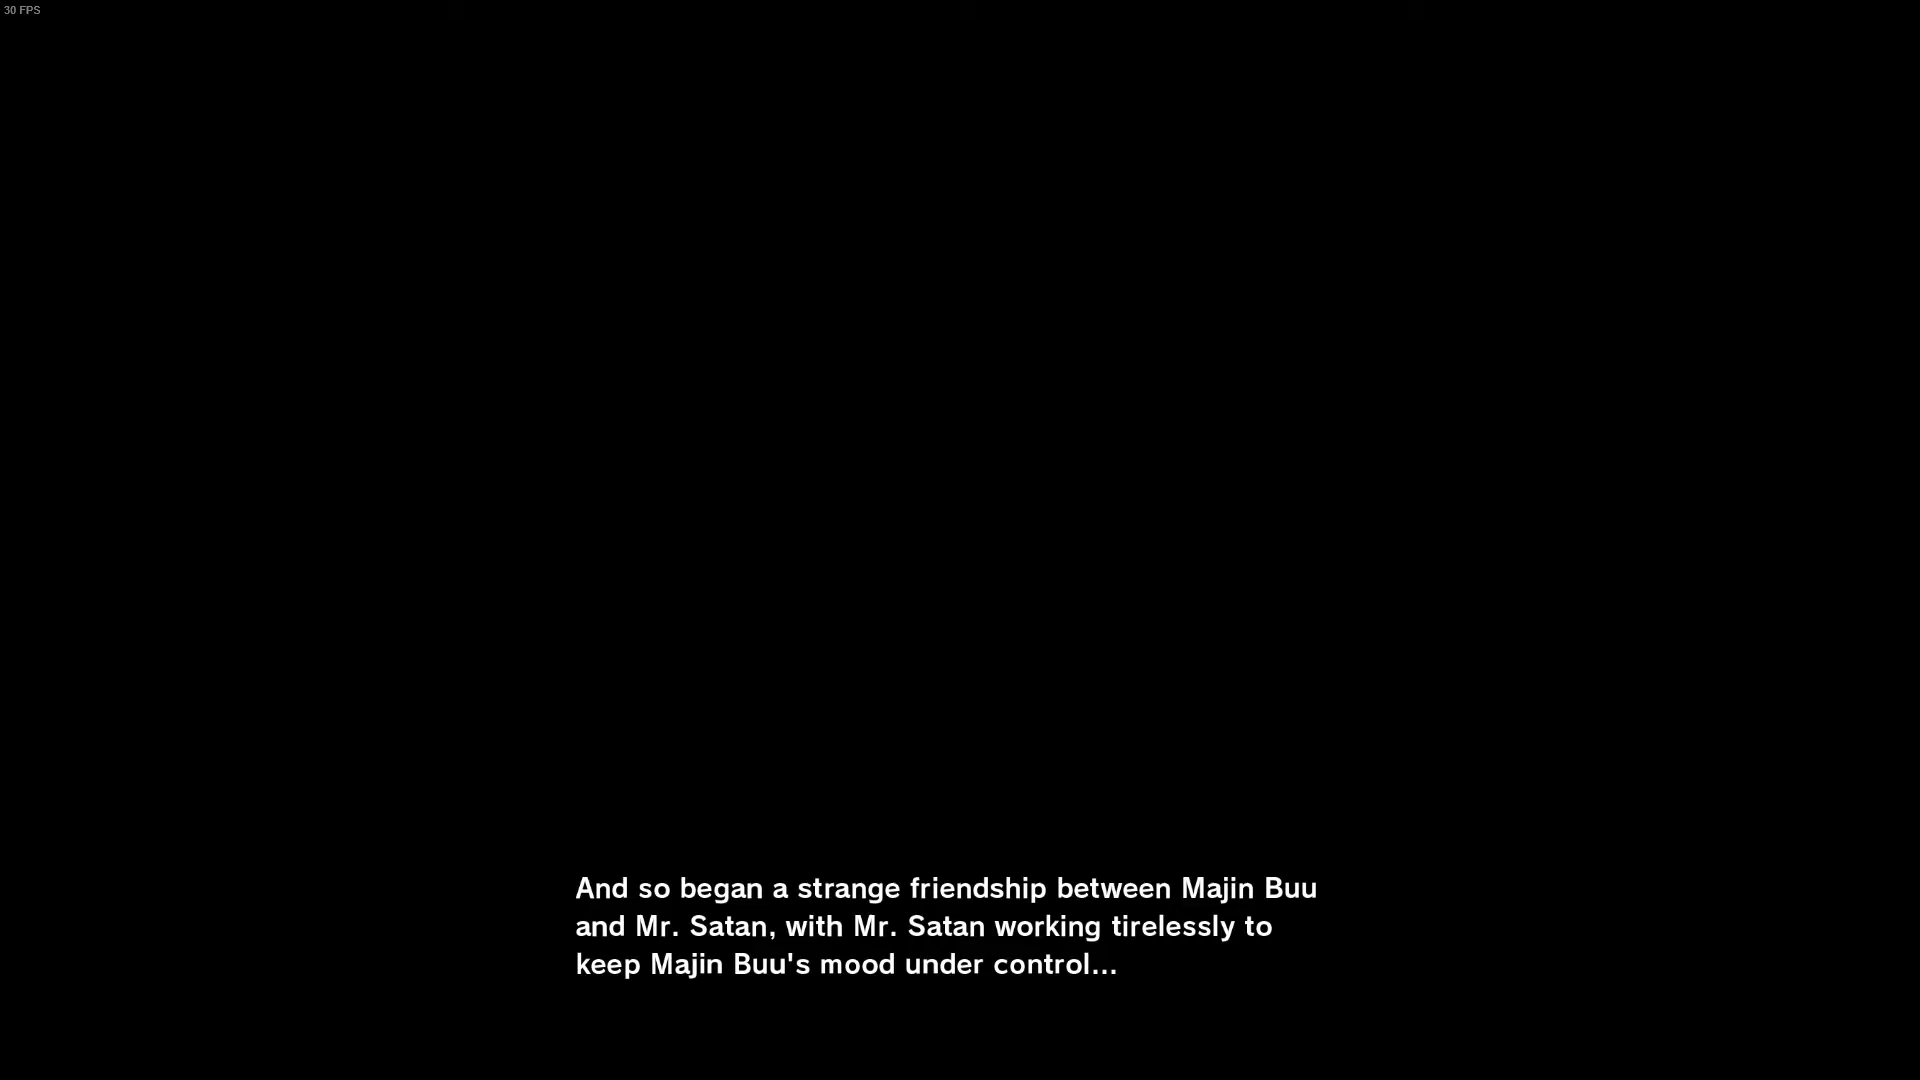 30 FPS
And so began a strange friendship between Majin Buu
and Mr. Satan, with Mr. Satan working tirelessly to
keep Majin Buu's mood under control...